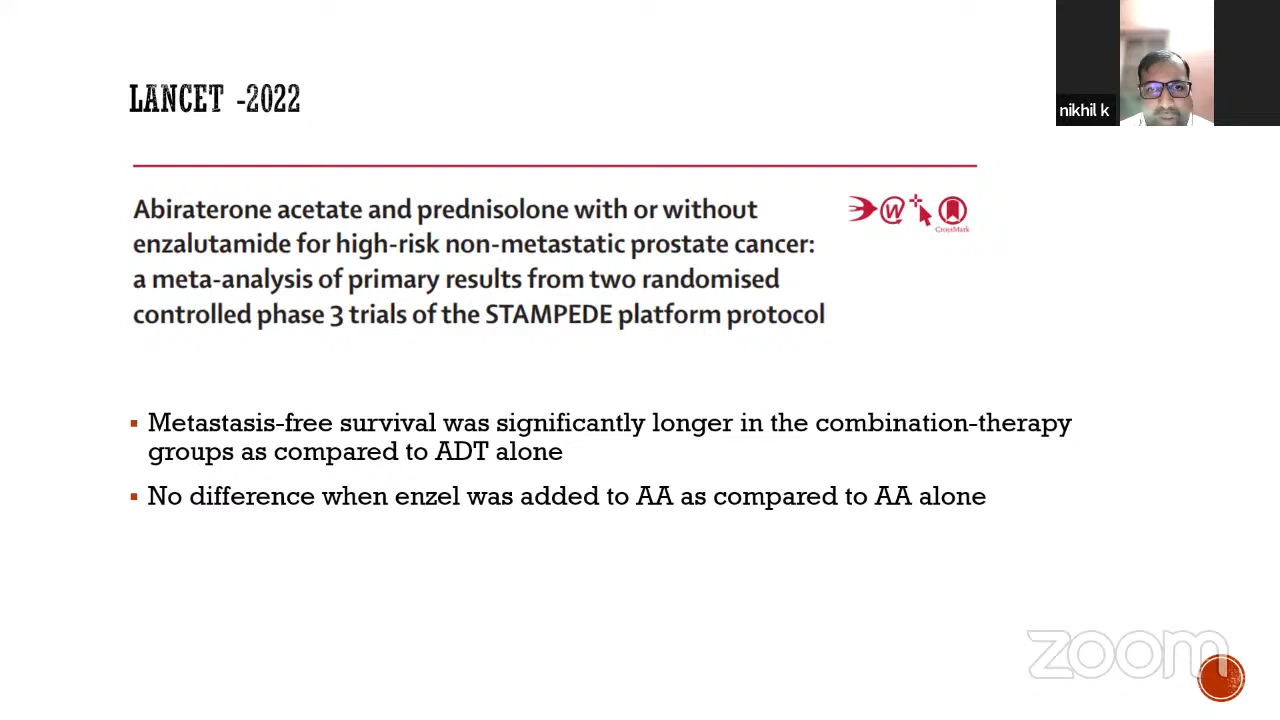 LANCET -2022
nikhil k
Abiraterone acetate and prednisolone with or without
enzalutamide for high-risk non-metastatic prostate cancer:
a meta-analysis of primary results from two randomised
controlled phase 3 trials of the STAMPEDE platform protocol
W
CrossMark
▪ Metastasis-free survival was significantly longer in the combination-therapy
groups as compared to ADT alone
▪ No difference when enzel was added to AA as compared to AA alone
zoom